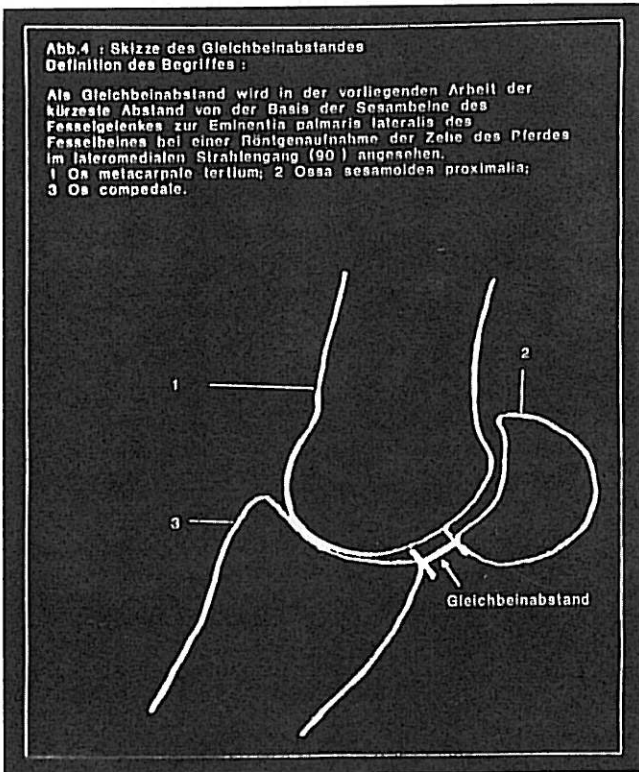 Abb.4 : Skizze des Gleichbeinabstandes
Definition des Begriffes :
Als Gleichbeinabstand wird in der vorliegenden Arbeit der
kürzeste Abstand von der Basis der Sesambeine des
Fesselgelenkes zur Eminentia palmaris lateralis des
Fesselbeines bei einer Röntgenaufnahme der Zehe des Pferdes
im lateromedialen Strahlengang (90 ) angesehen.
1 Os metacarpale tertium; 2 Ossa sesamoidea proximalia;
3 Os compedale.
2
1
3
Gleichbeinabstand